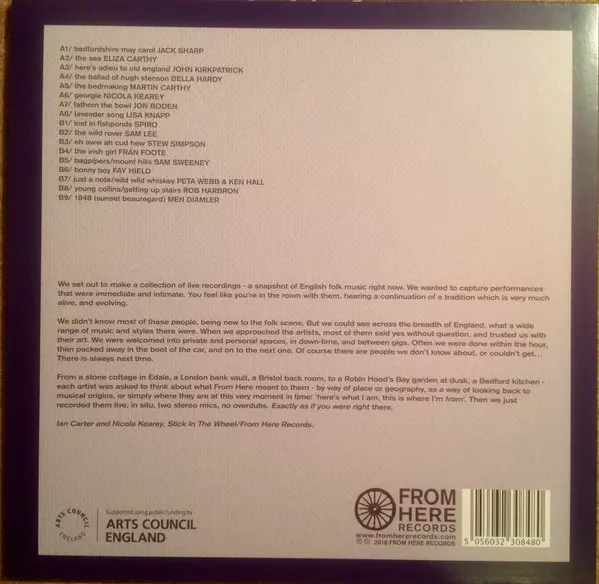 A1/ bedfordshire may carol JACK SHARP
A2/ the sea ELIZA CARTHY
A3/ here's adieu to old england JOHN KIRKPATRICK
A4/ the ballad of hugh stenson BELLA HARDY
A5/ the bedmaking MARTIN CARTHY
A6/ georgie NICOLA KEAREY
A7/ fathom the bowl JON BODEN
A8/ lavender song LISA KNAPP
B1/ lost in fishponds SPIRO
B2/ the wild rover SAM LEE
B3/ eh aww ah cud hew STEW SIMPSON
B4/ the irish girl FRAN FOOTE
B5/ bagpipers/mount hills SAM SWEENEY
B6/ bonny boy FAY HIELD
B7/ just a note/wild wild whiskey PETA WEBB & KEN HALL
B8/ young collins/getting up stairs ROB HARBRON
B9/ 1848 (sunset beauregard) MEN DIAMLER
We set out to make a collection of live recordings - a snapshot of English folk music right now. We wanted to capture performances
that were immediate and intimate. You feel like you're in the room with them, hearing a continuation of a tradition which is very much
alive, and evolving.
We didn't know most of these people, being new to the folk scene. But we could see across the breadth of England, what a wide
range of music and styles there were. When we approached the artists, most of them said yes without question, and trusted us with
their art. We were welcomed into private and personal spaces, in down-time, and between gigs. Often we were done within the hour,
then packed away in the boot of the car, and on to the next one. Of course there are people we don't know about, or couldn't get...
There is always next time.
From a stone cottage in Edale, a London bank vault, a Bristol back room, to a Robin Hood's Bay garden at dusk, a Bedford kitchen -
each artist was asked to think about what From Here meant to them - by way of place or geography, as a way of looking back to
musical origins, or simply where they are at this very moment in time: 'here's what I am, this is where I'm from'. Then we just
recorded them live, in situ, two stereo mics, no overdubs. Exactly as if you were right there.
Ian Carter and Nicola Kearey, Stick In The Wheel/From Here Records.
ARTS COUNCIL
ENGLAND
Supported using public funding by
ARTS COUNCIL
ENGLAND
FROM
HERE
RECORDS
www.fromhererecords.com
℗ © 2016 FROM HERE RECORDS
5 056032 308480